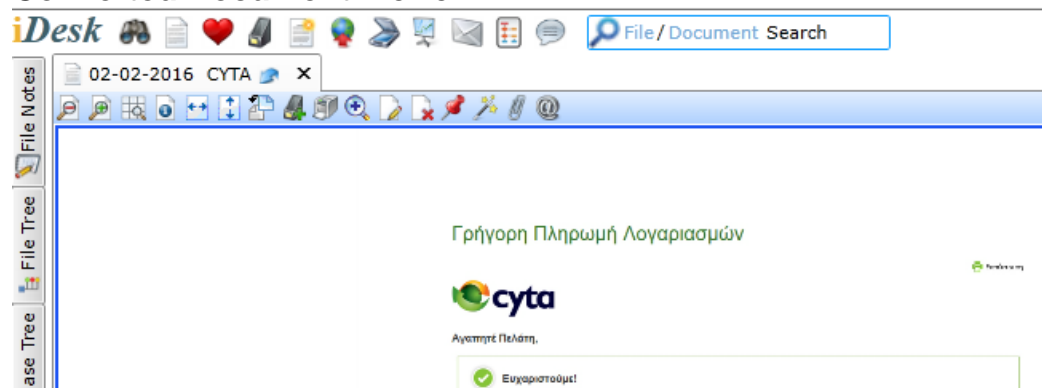 iDesk File / Document Search
File Notes
02-02-2016 CYTA X
File Tree
Γρήγορη Πληρωμή Λογαριασμών
cyta
Αγαπητέ Πελάτη,
ase Tree
Ευχαριστούμε!